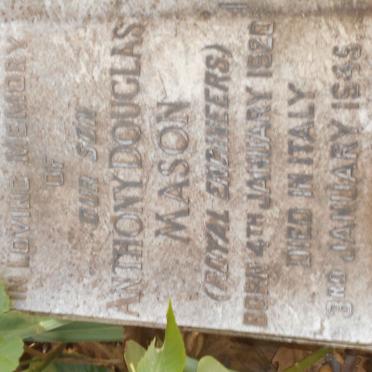 IN LOVING MEMORY
OF
OUR SON
ANTHONY DOUGLAS
MASON
(ROYAL ENGINEERS)
BORN 4TH JANUARY 1920
DIED IN ITALY
3RD JANUARY 1945